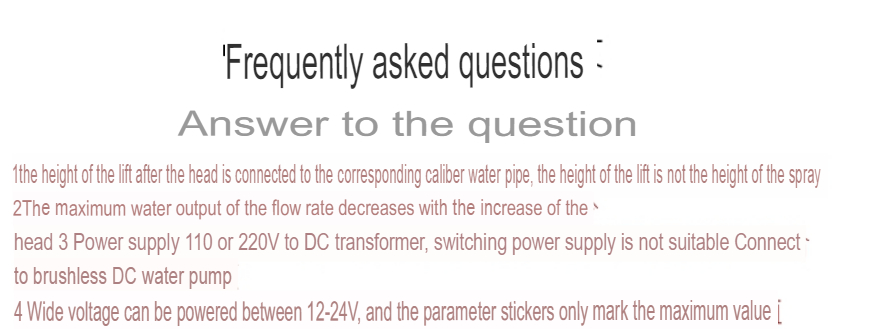 'Frequently asked questions
Answer to the question
1the height of the lift after the head is connected to the corresponding caliber water pipe, the height of the lift is not the height of the spray
2The maximum water output of the flow rate decreases with the increase of the
head 3 Power supply 110 or 220V to DC transformer, switching power supply is not suitable Connect
to brushless DC water pump
4 Wide voltage can be powered between 12-24V, and the parameter stickers only mark the maximum value